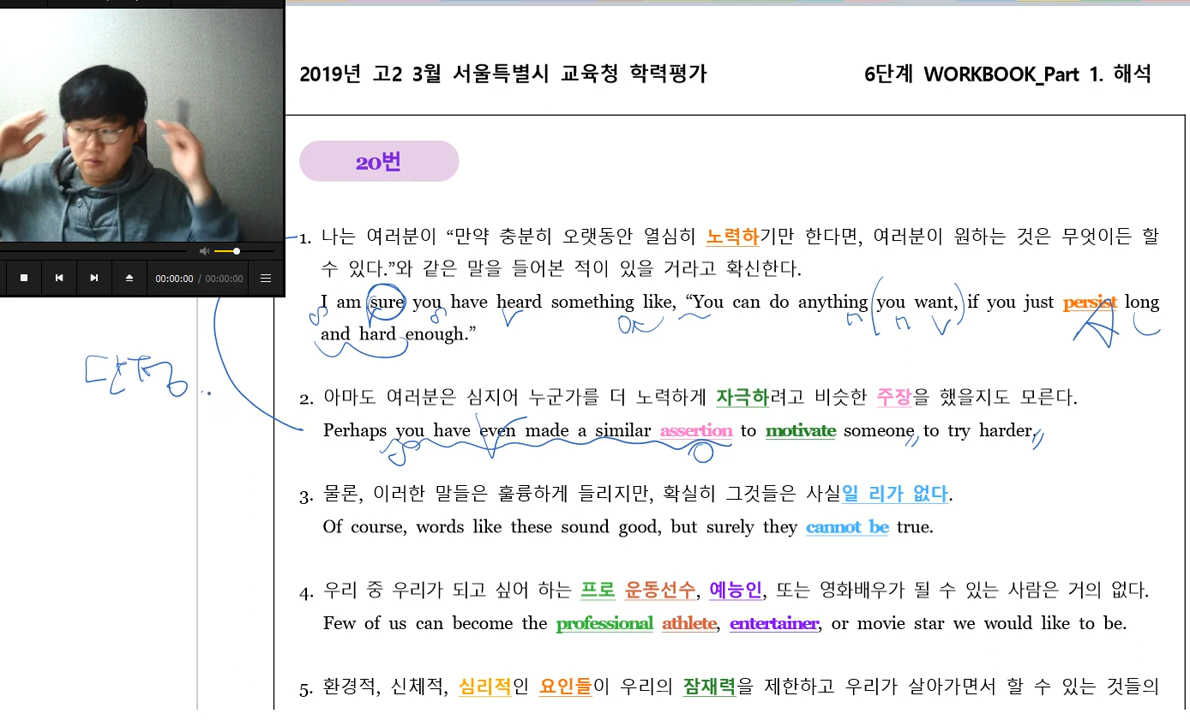 2019년 고2 3월 서울특별시 교육청 학력평가
6단계 WORKBOOK_Part 1. 해석
00:00:00 / 00:00:00
20번
1. 나는 여러분이 “만약 충분히 오랫동안 열심히 노력하기만 한다면, 여러분이 원하는 것은 무엇이든 할
수 있다.”와 같은 말을 들어본 적이 있을 거라고 확신한다.
I am sure you have heard something like, “You can do anything you want, if you just persist long
and hard enough.”
단정
2. 아마도 여러분은 심지어 누군가를 더 노력하게 자극하려고 비슷한 주장을 했을지도 모른다.
Perhaps you have even made a similar assertion to motivate someone to try harder.
3. 물론, 이러한 말들은 훌륭하게 들리지만, 확실히 그것들은 사실일 리가 없다.
Of course, words like these sound good, but surely they cannot be true.
4. 우리 중 우리가 되고 싶어 하는 프로 운동선수, 예능인, 또는 영화배우가 될 수 있는 사람은 거의 없다.
Few of us can become the professional athlete, entertainer, or movie star we would like to be.
5. 환경적, 신체적, 심리적인 요인들이 우리의 잠재력을 제한하고 우리가 살아가면서 할 수 있는 것들의